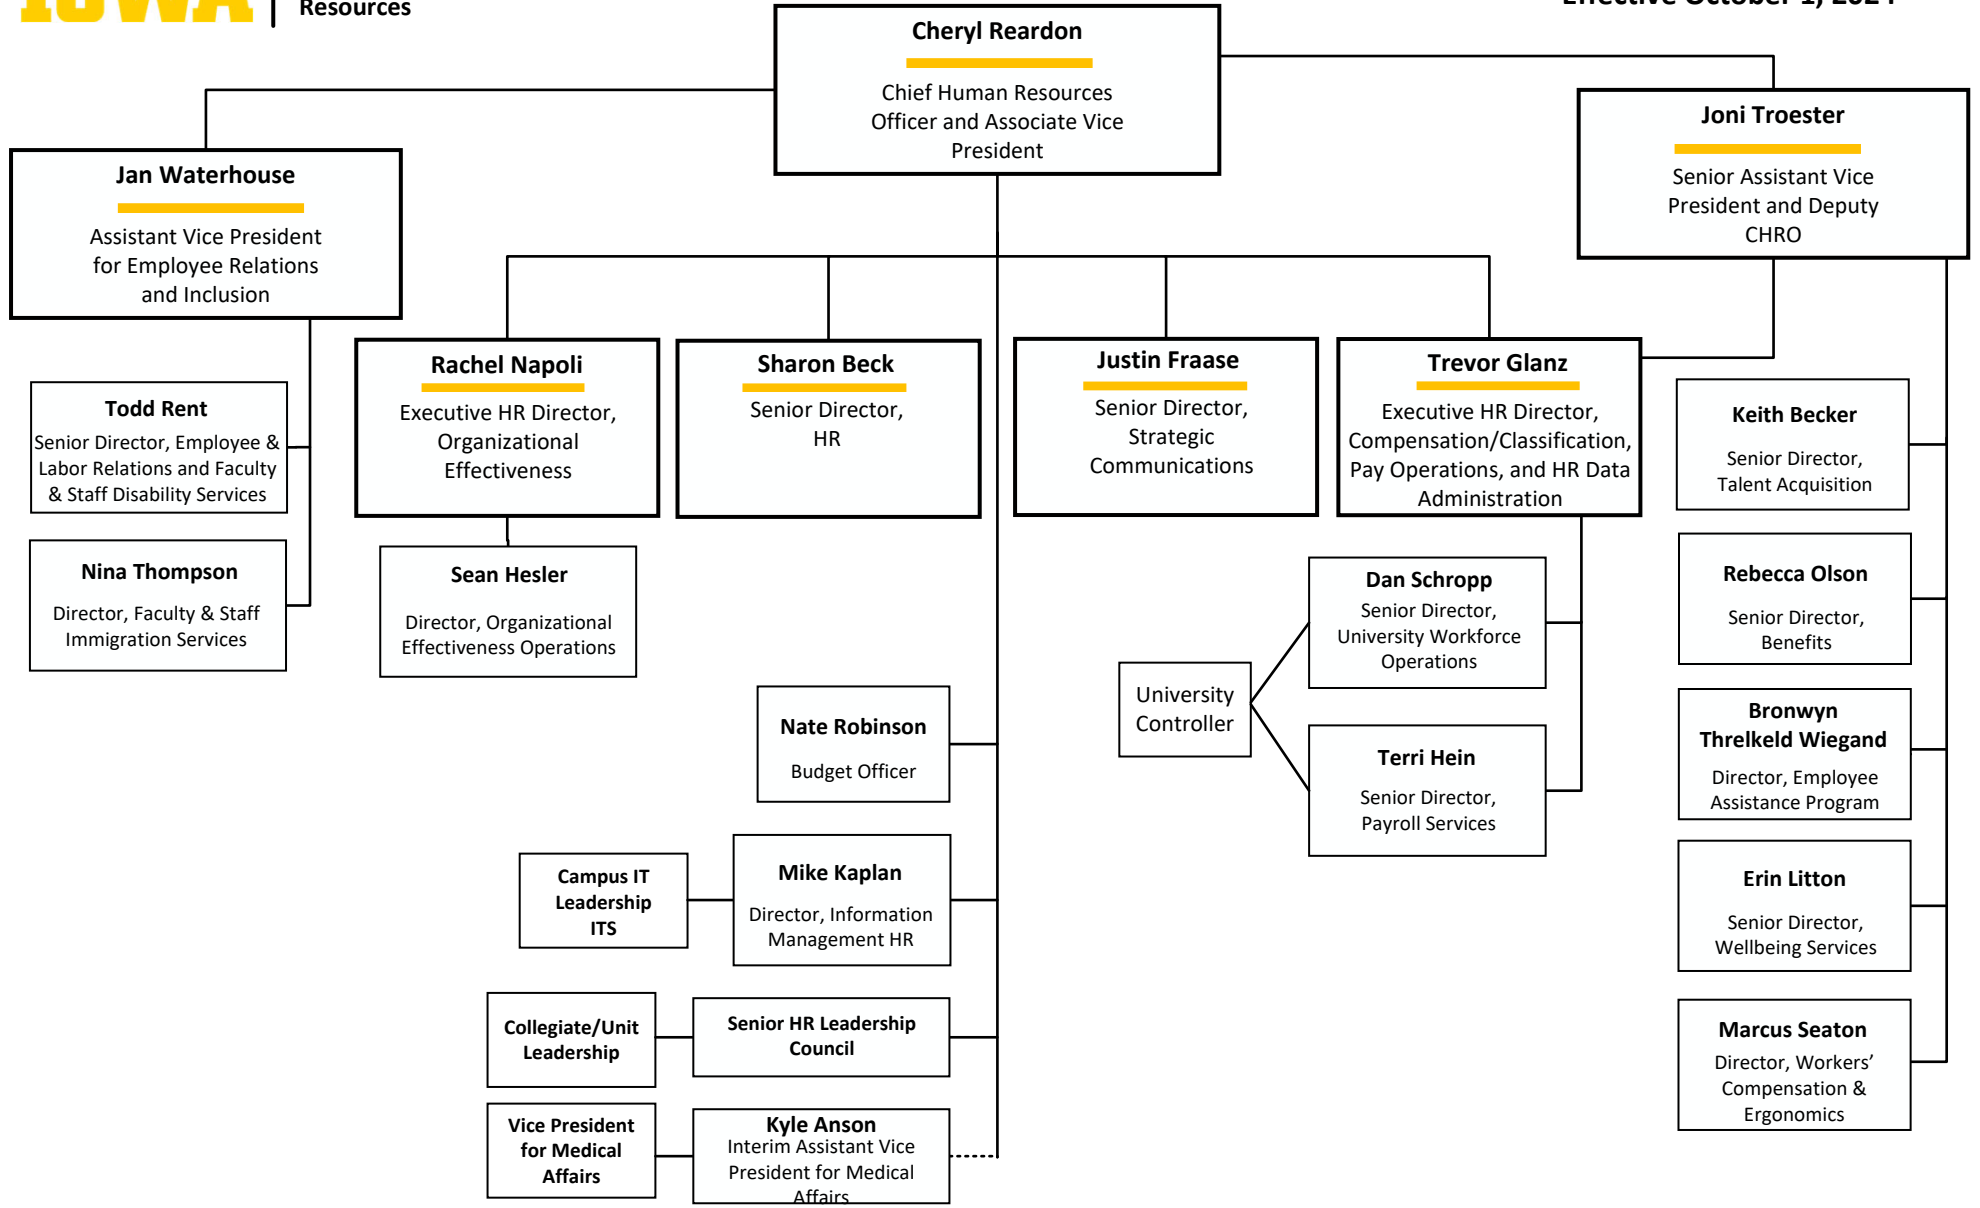 IOWA
Resources
Effective October 1, 2024
Cheryl Reardon
Chief Human Resources
Officer and Associate Vice
President
Joni Troester
Senior Assistant Vice
President and Deputy
CHRO
Jan Waterhouse
Assistant Vice President
for Employee Relations
and Inclusion
Rachel Napoli
Executive HR Director,
Organizational
Effectiveness
Sharon Beck
Senior Director,
HR
Justin Fraase
Senior Director,
Strategic
Communications
Trevor Glanz
Executive HR Director,
Compensation/Classification,
Pay Operations, and HR Data
Administration
Todd Rent
Senior Director, Employee &
Labor Relations and Faculty
& Staff Disability Services
Nina Thompson
Director, Faculty & Staff
Immigration Services
Sean Hesler
Director, Organizational
Effectiveness Operations
Dan Schropp
Senior Director,
University Workforce
Operations
University
Controller
Terri Hein
Senior Director,
Payroll Services
Keith Becker
Senior Director,
Talent Acquisition
Rebecca Olson
Senior Director,
Benefits
Bronwyn
Threlkeld Wiegand
Director, Employee
Assistance Program
Erin Litton
Senior Director,
Wellbeing Services
Marcus Seaton
Director, Workers’
Compensation &
Ergonomics
Nate Robinson
Budget Officer
Campus IT
Leadership
ITS
Mike Kaplan
Director, Information
Management HR
Collegiate/Unit
Leadership
Senior HR Leadership
Council
Vice President
for Medical
Affairs
Kyle Anson
Interim Assistant Vice
President for Medical
Affairs